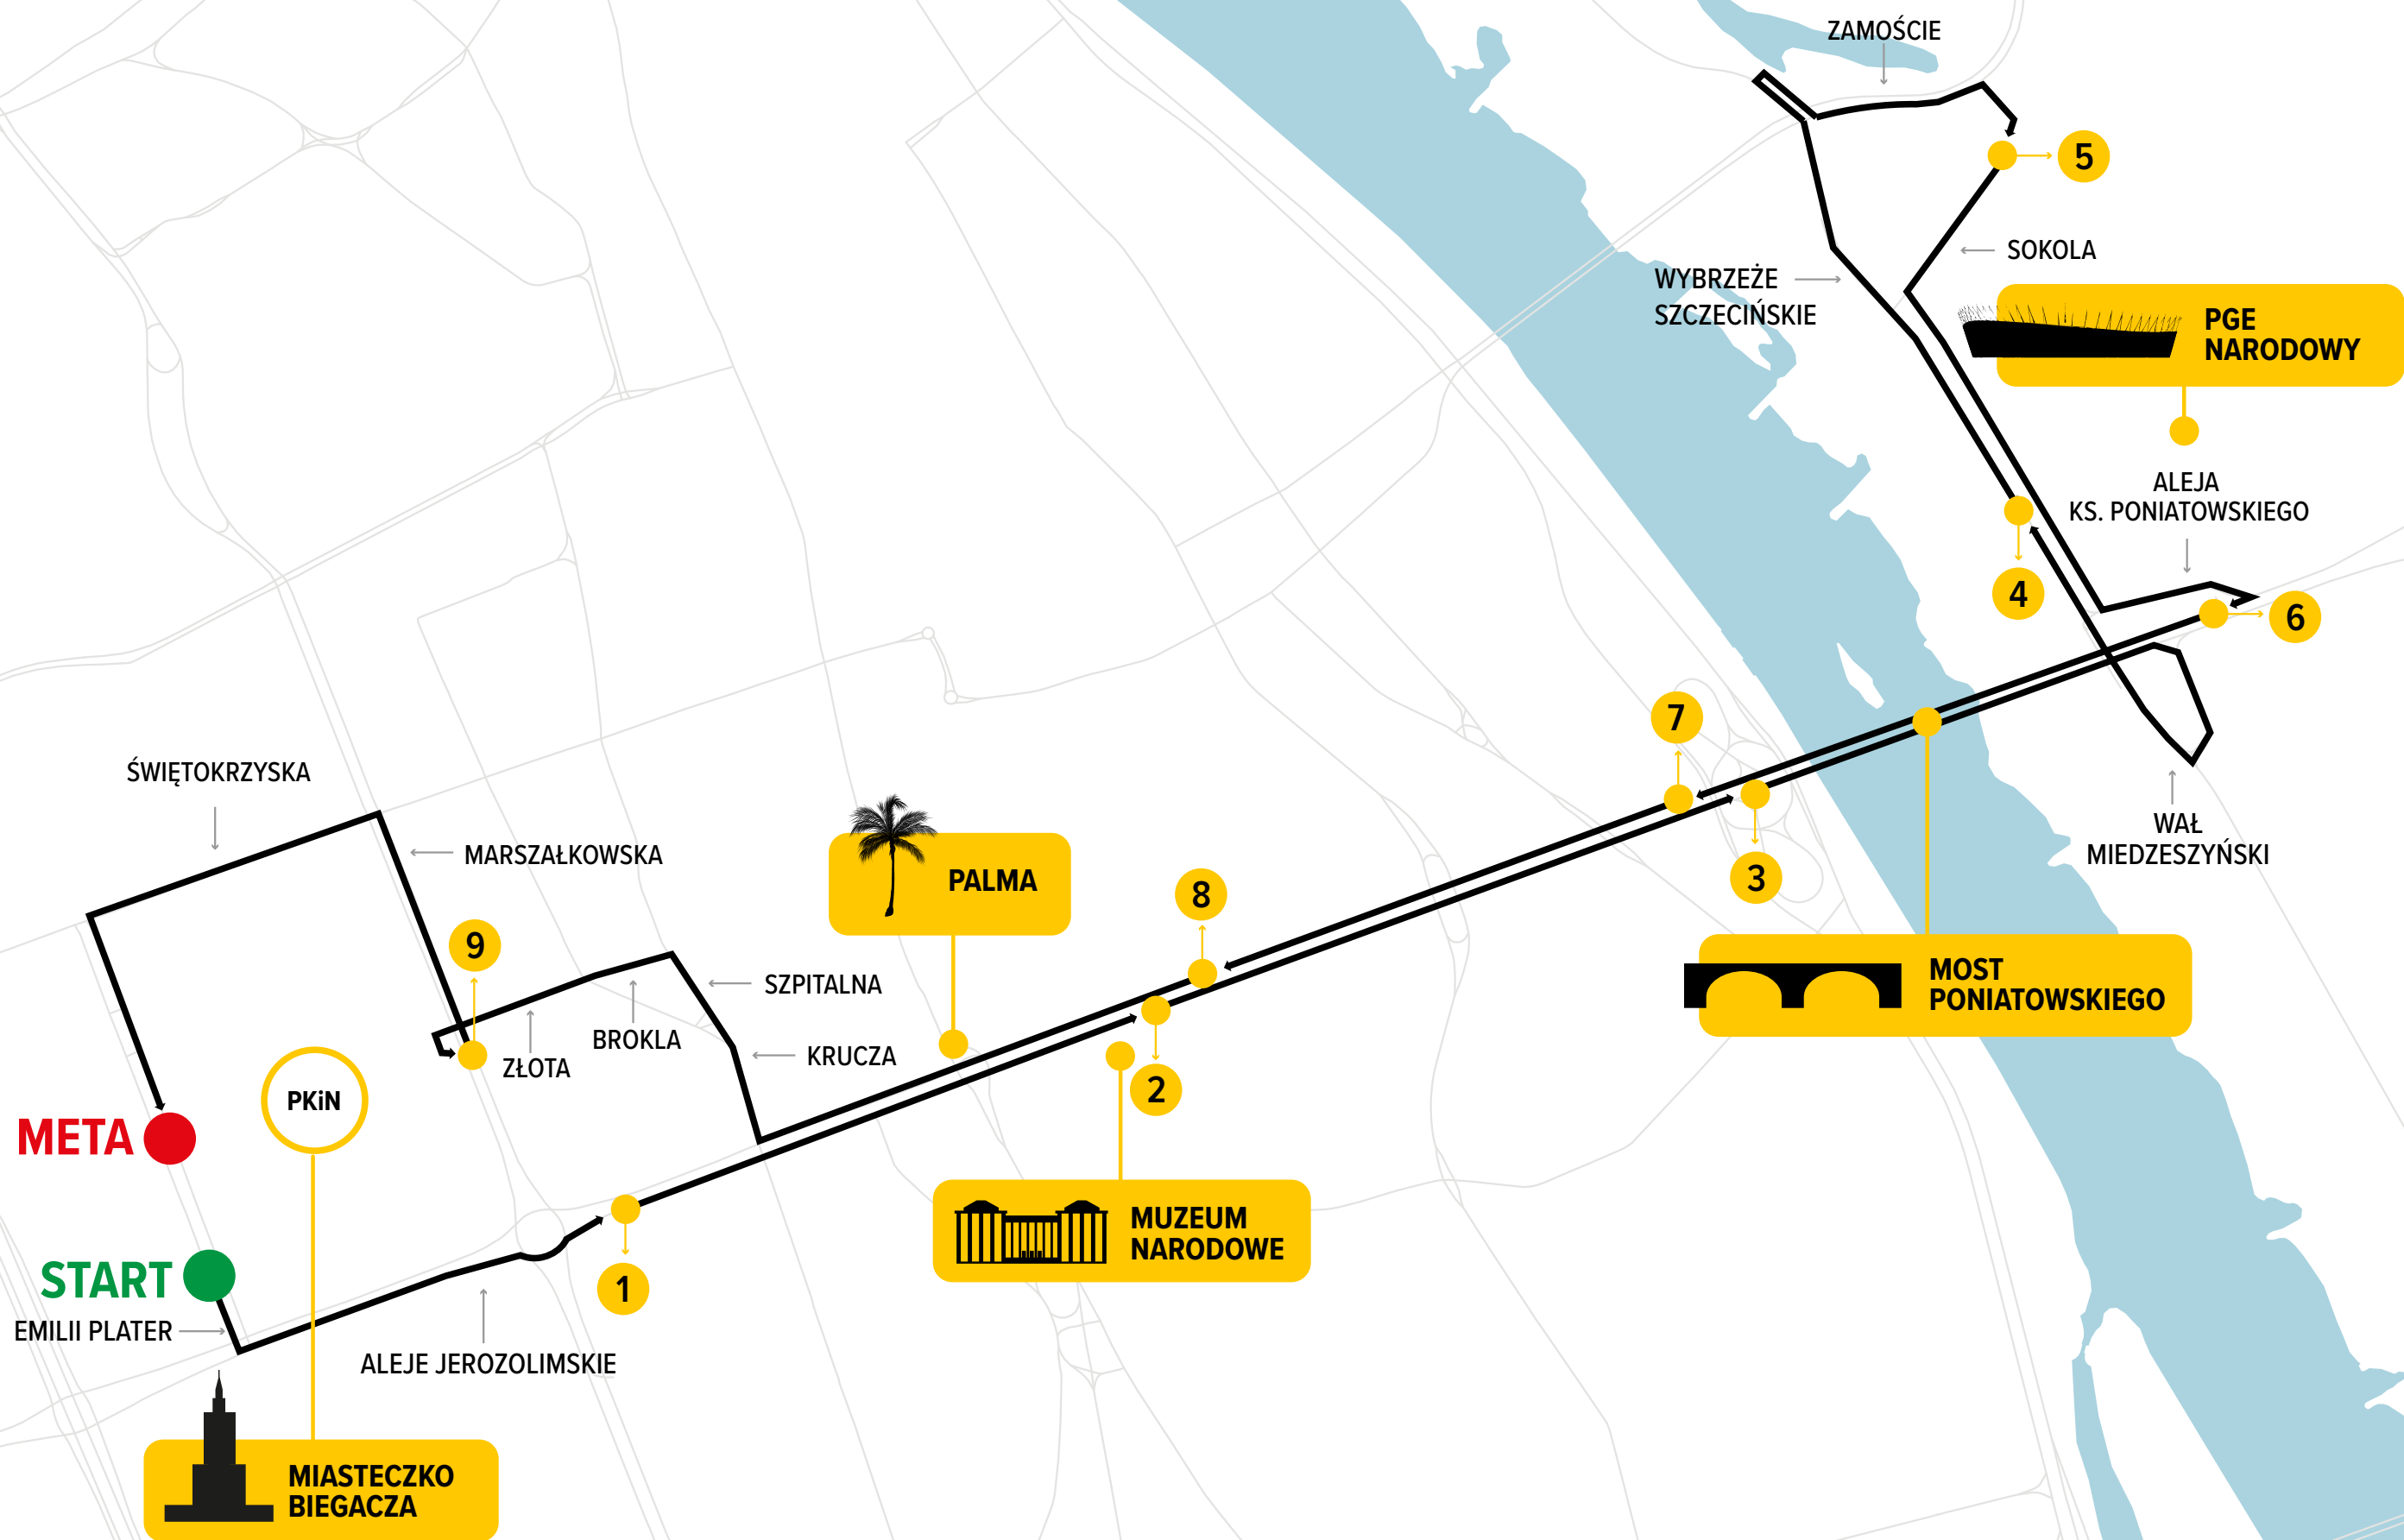 ZAMOŚCIE
5
SOKOLA
WYBRZEŻE
SZCZECIŃSKIE
PGE
NARODOWY
ALEJA
KS. PONIATOWSKIEGO
4
6
7
ŚWIĘTOKRZYSKA
MARSZAŁKOWSKA
WAŁ
MIEDZESZYŃSKI
PALMA
8
3
9
SZPITALNA
MOST
PONIATOWSKIEGO
BROKLA
KRUCZA
ZŁOTA
2
PKiN
META
MUZEUM
NARODOWE
START
1
EMILII PLATER
ALEJE JEROZOLIMSKIE
MIASTECZKO
BIEGACZA